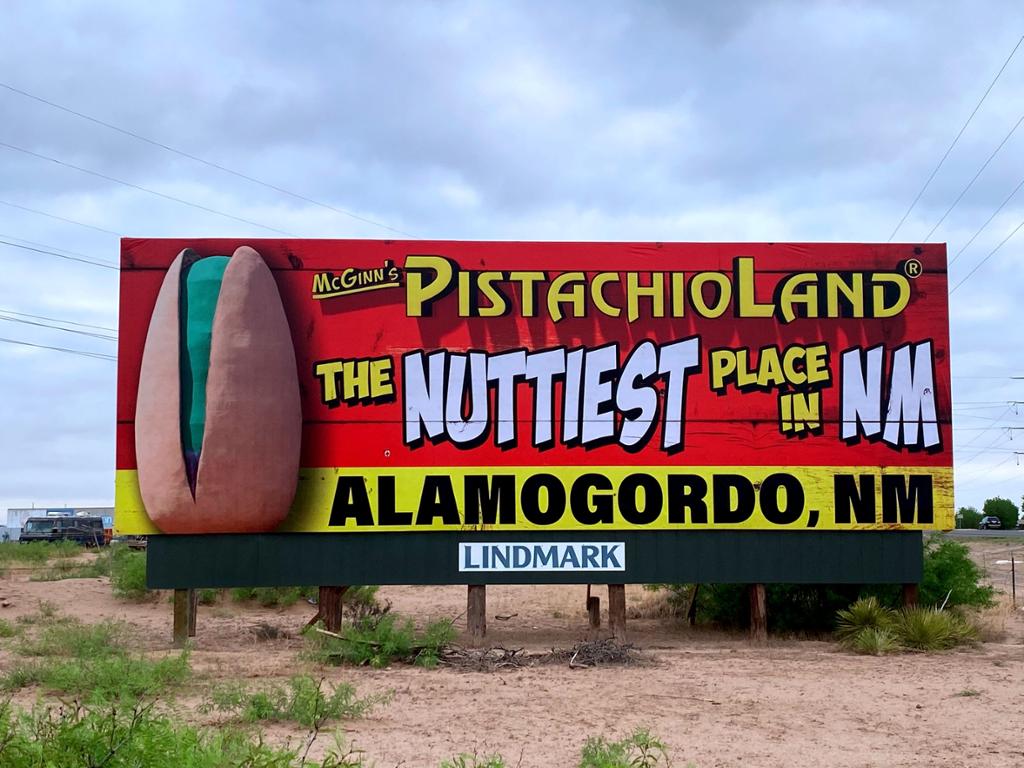 McGinn's PistachioLand®
THE NUTTIEST PLACE IN NM
ALAMOGORDO, NM
LINDMARK